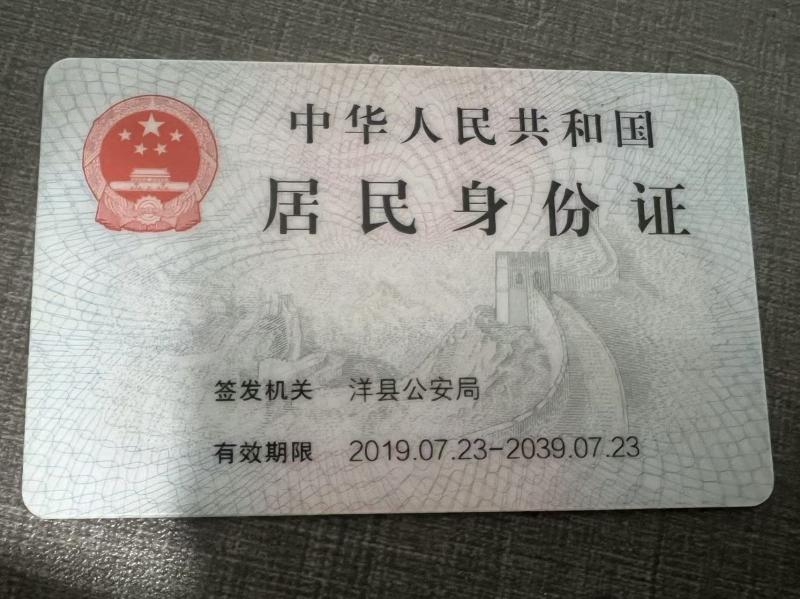 中华人民共和国
居民身份证
签发机关 洋县公安局
有效期限 2019.07.23-2039.07.23